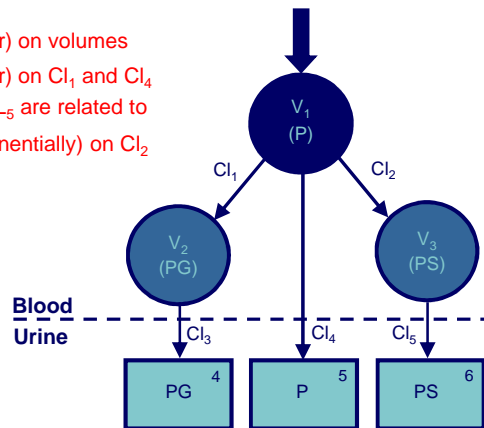 r) on volumes
r) on Cl1 and Cl4
5 are related to
nentially) on Cl2
V1
(P)
Cl1
Cl2
V2
(PG)
V3
(PS)
Blood
Urine
Cl3
Cl4
Cl5
PG 4
P 5
PS 6